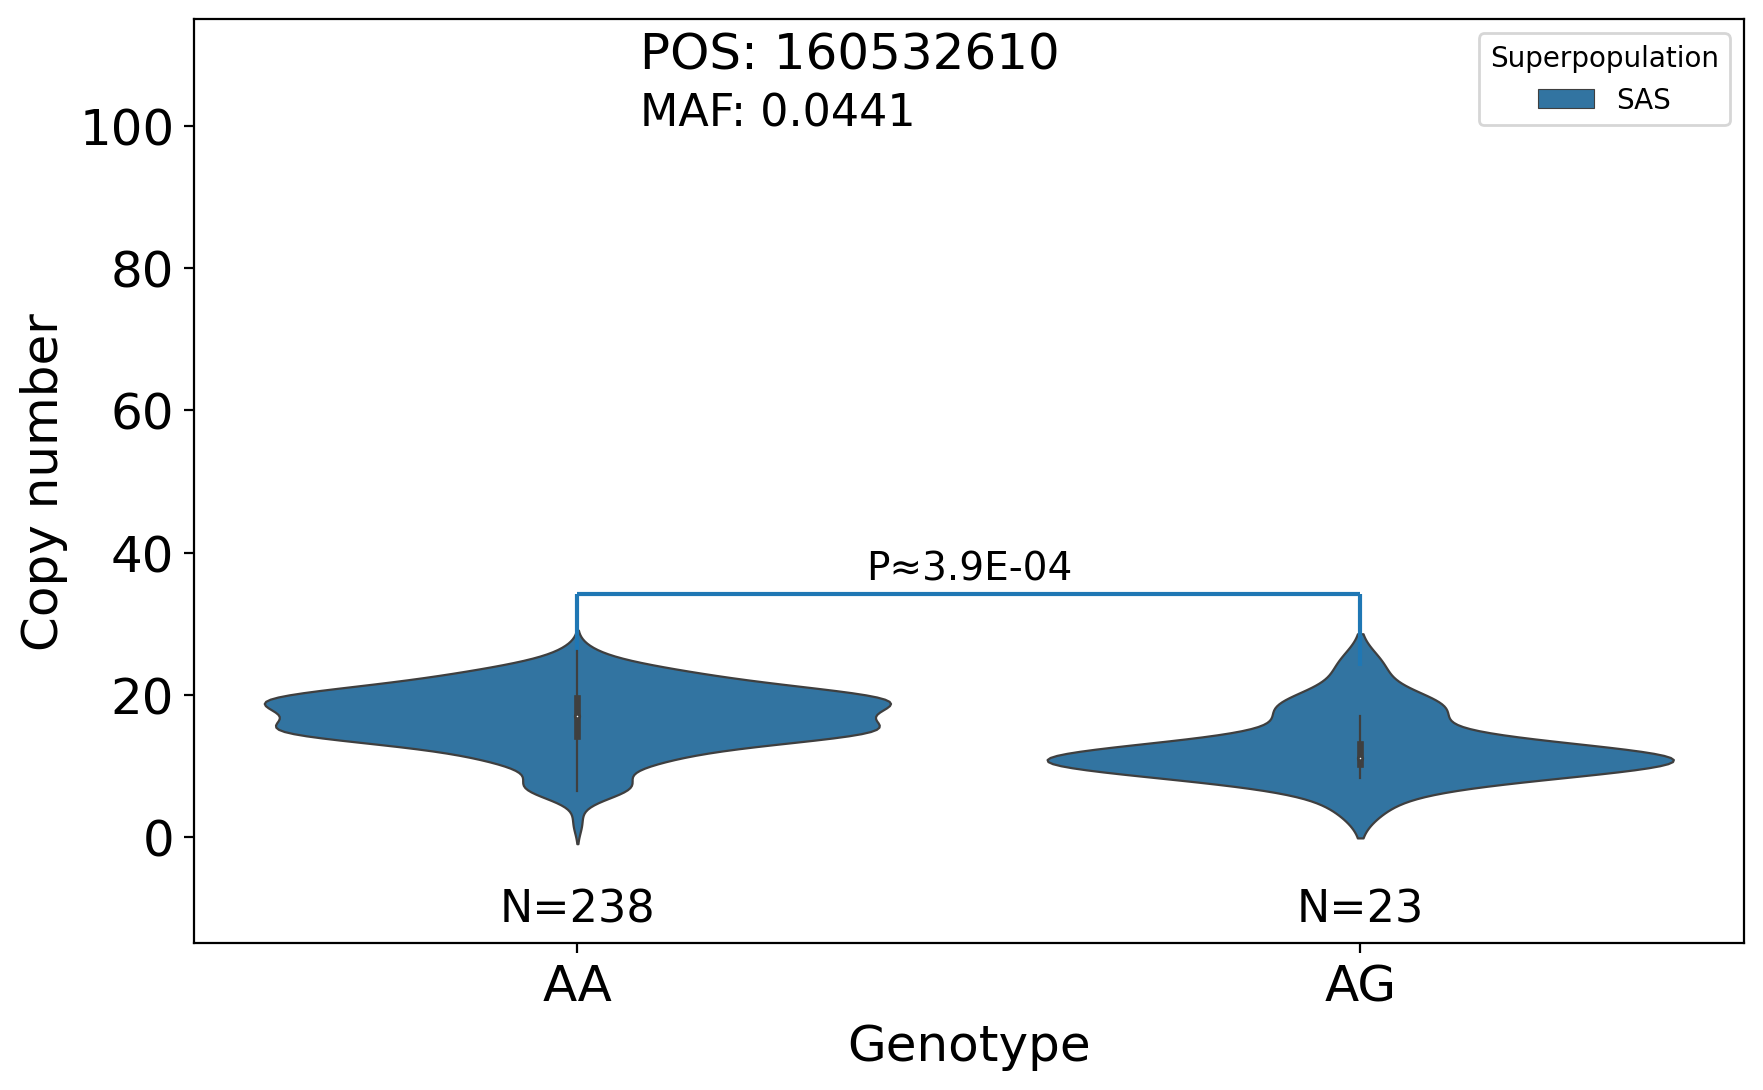 POS: 160532610
MAF: 0.0441
Superpopulation
SAS
Copy number
100
80
60
40
20
0
P≈3.9E-04
N=238
N=23
AA
AG
Genotype